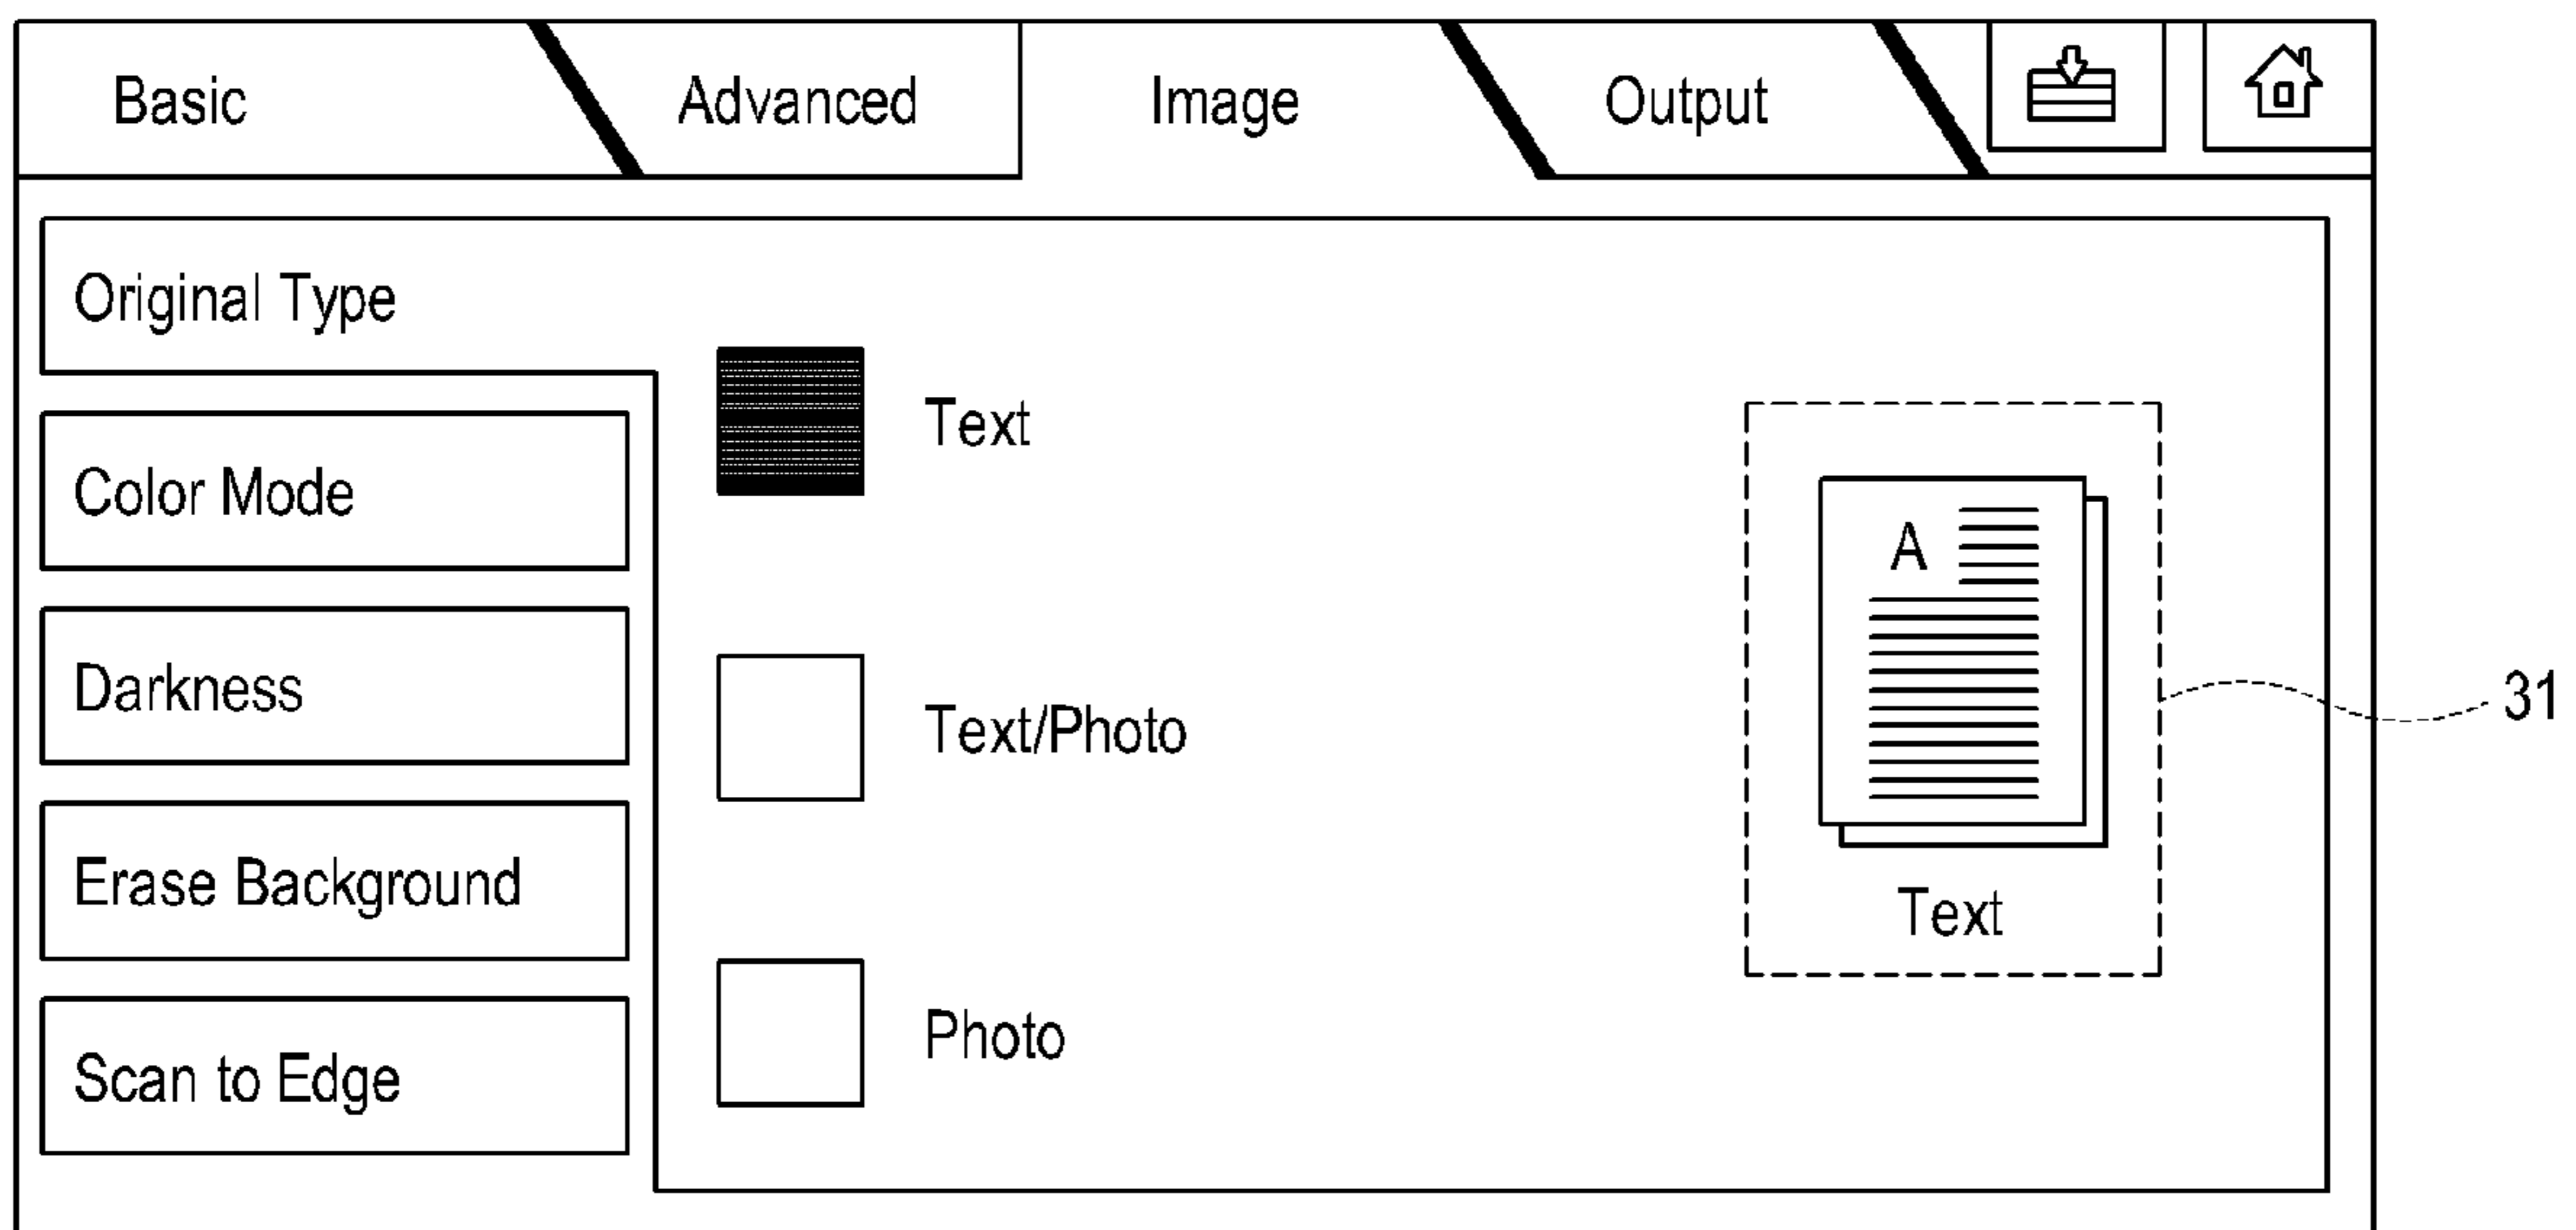 Basic Advanced Image Output
Original Type
Color Mode
Darkness
Erase Background
Scan to Edge
Text
Text/Photo
Photo
A
Text
31